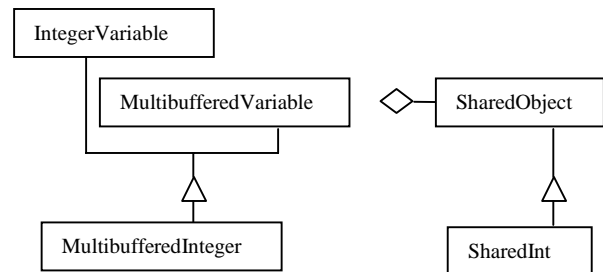 IntegerVariable
MultibufferedVariable
SharedObject
MultibufferedInteger
SharedInt